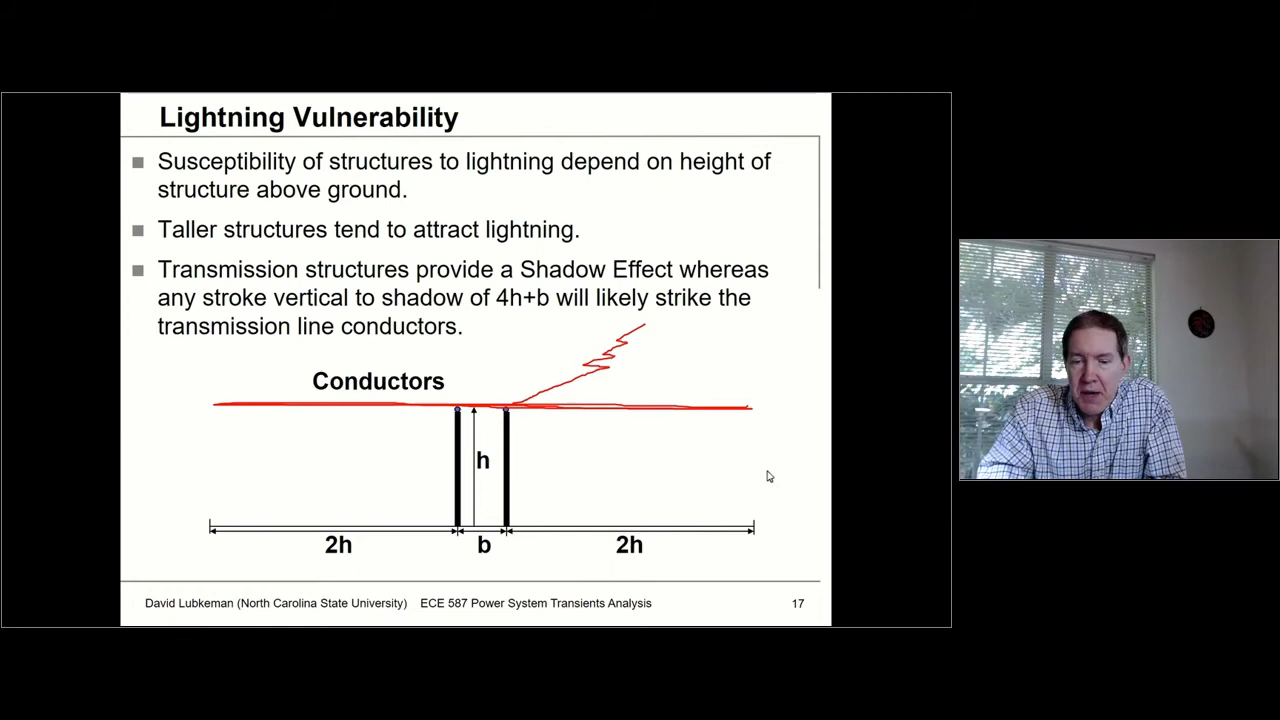 Lightning Vulnerability
Susceptibility of structures to lightning depend on height of
structure above ground.
Taller structures tend to attract lightning.
Transmission structures provide a Shadow Effect whereas
any stroke vertical to shadow of 4h+b will likely strike the
transmission line conductors.
Conductors
h
2h
b
2h
David Lubkeman (North Carolina State University) ECE 587 Power System Transients Analysis 17